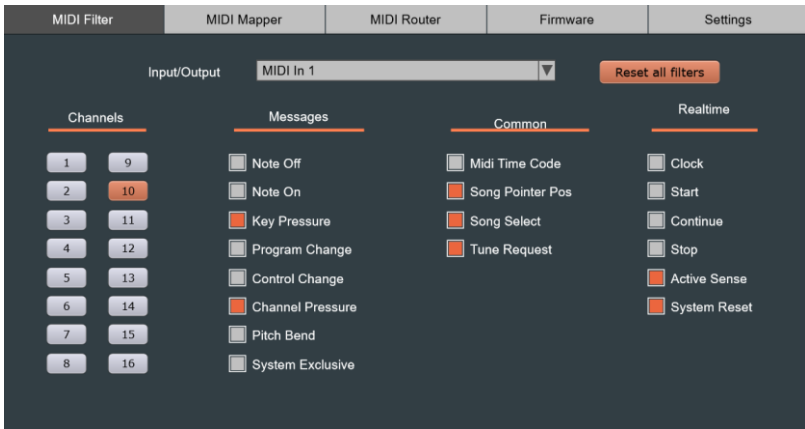 MIDI Filter MIDI Mapper MIDI Router Firmware Settings
Input/Output MIDI In 1 Reset all filters
Channels Messages Common Realtime
1 9 Note Off Midi Time Code Clock
2 10 Note On Song Pointer Pos Start
3 11 Key Pressure Song Select Continue
4 12 Program Change Tune Request Stop
5 13 Control Change Active Sense
6 14 Channel Pressure System Reset
7 15 Pitch Bend
8 16 System Exclusive